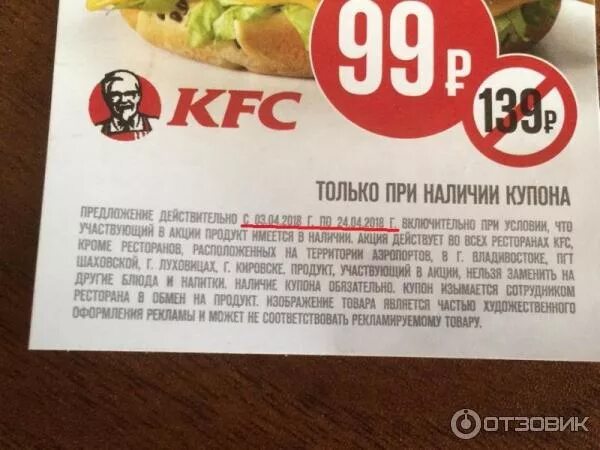 99₽
139₽
KFC
ТОЛЬКО ПРИ НАЛИЧИИ КУПОНА
ПРЕДЛОЖЕНИЕ ДЕЙСТВИТЕЛЬНО С 03.04.2018 Г. ПО 24.04.2018 Г. ВКЛЮЧИТЕЛЬНО ПРИ УСЛОВИИ, ЧТО
УЧАСТВУЮЩИЙ В АКЦИИ ПРОДУКТ ИМЕЕТСЯ В НАЛИЧИИ. АКЦИЯ ДЕЙСТВУЕТ ВО ВСЕХ РЕСТОРАНАХ KFC,
КРОМЕ РЕСТОРАНОВ, РАСПОЛОЖЕННЫХ НА ТЕРРИТОРИИ АЭРОПОРТОВ, В Г. ВЛАДИВОСТОКЕ, ПГТ
ШАХОВСКОЙ, Г. ЛУХОВИЦАХ, Г. КИРОВСКЕ. ПРОДУКТ, УЧАСТВУЮЩИЙ В АКЦИИ, НЕЛЬЗЯ ЗАМЕНИТЬ НА
ДРУГИЕ БЛЮДА И НАПИТКИ. НАЛИЧИЕ КУПОНА ОБЯЗАТЕЛЬНО. КУПОН ИЗЫМАЕТСЯ СОТРУДНИКОМ
РЕСТОРАНА В ОБМЕН НА ПРОДУКТ. ИЗОБРАЖЕНИЕ ТОВАРА ЯВЛЯЕТСЯ ЧАСТЬЮ ХУДОЖЕСТВЕННОГО
ОФОРМЛЕНИЯ РЕКЛАМЫ И МОЖЕТ НЕ СООТВЕТСТВОВАТЬ РЕКЛАМИРУЕМОМУ ТОВАРУ.
ОТЗОВИК